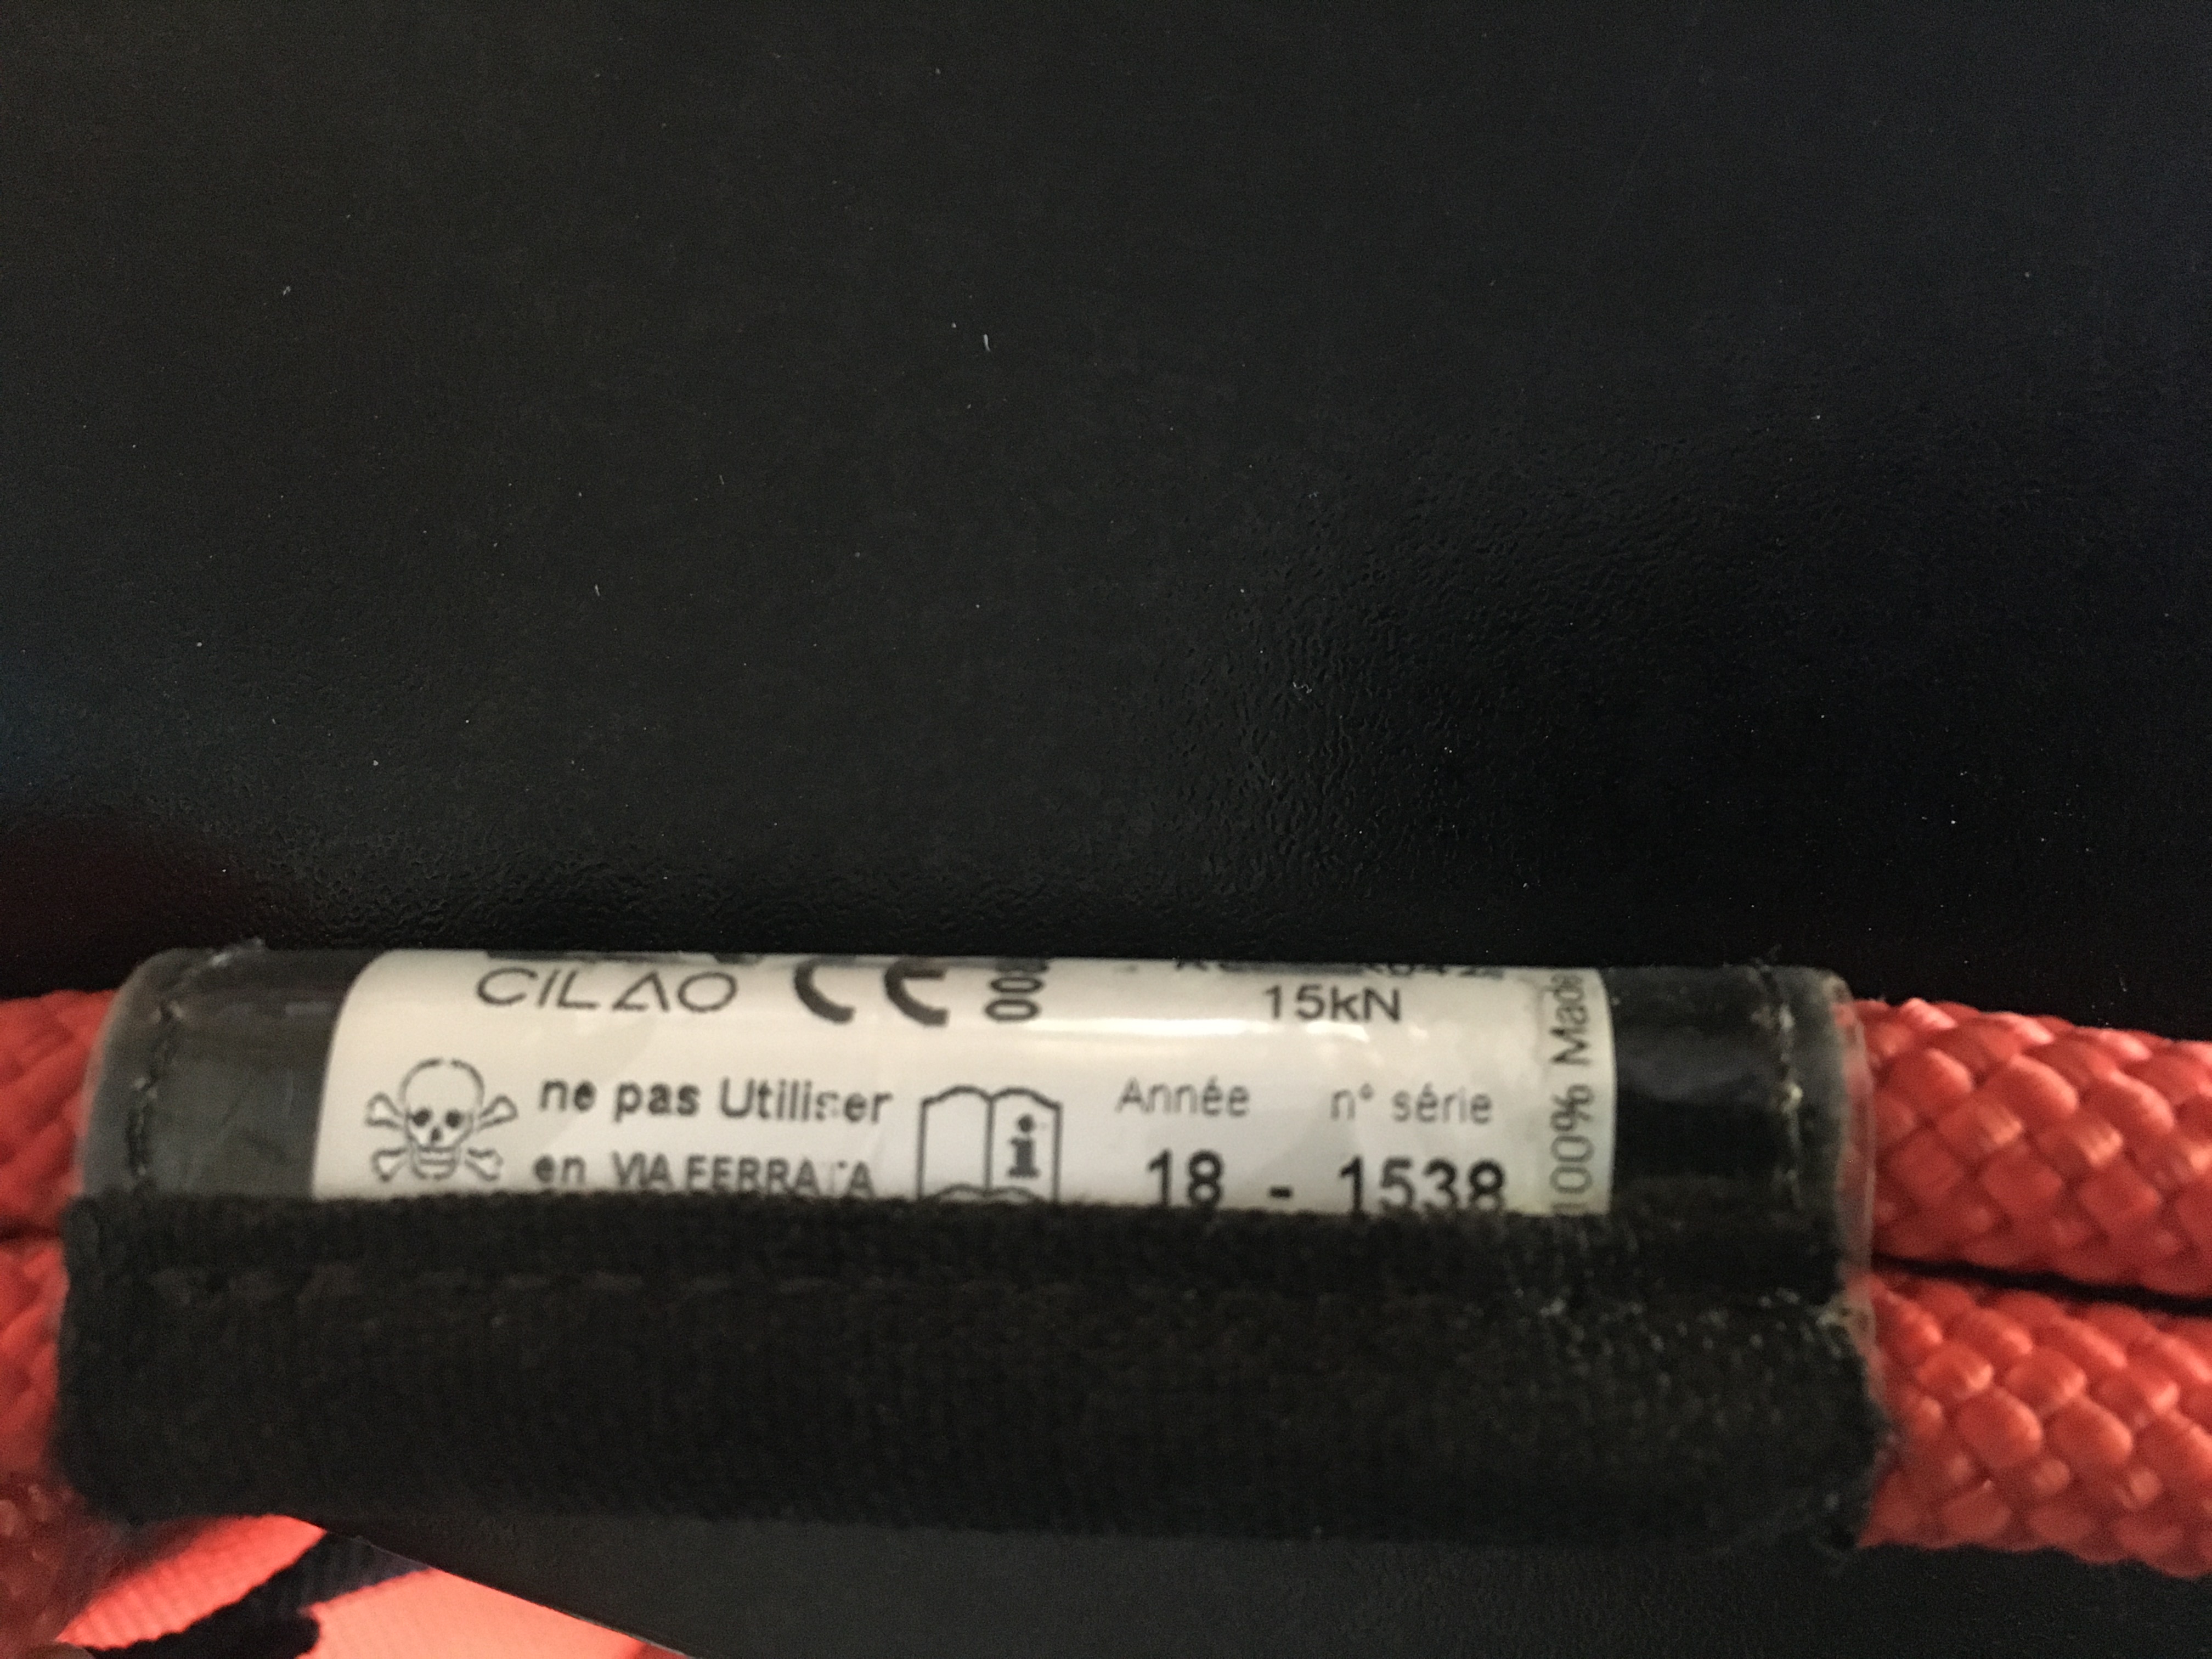 CILAO CE
15kN
ne pas Utiliser
en VIA FERRATA
i
Année n° série
18 - 1538
100% Made